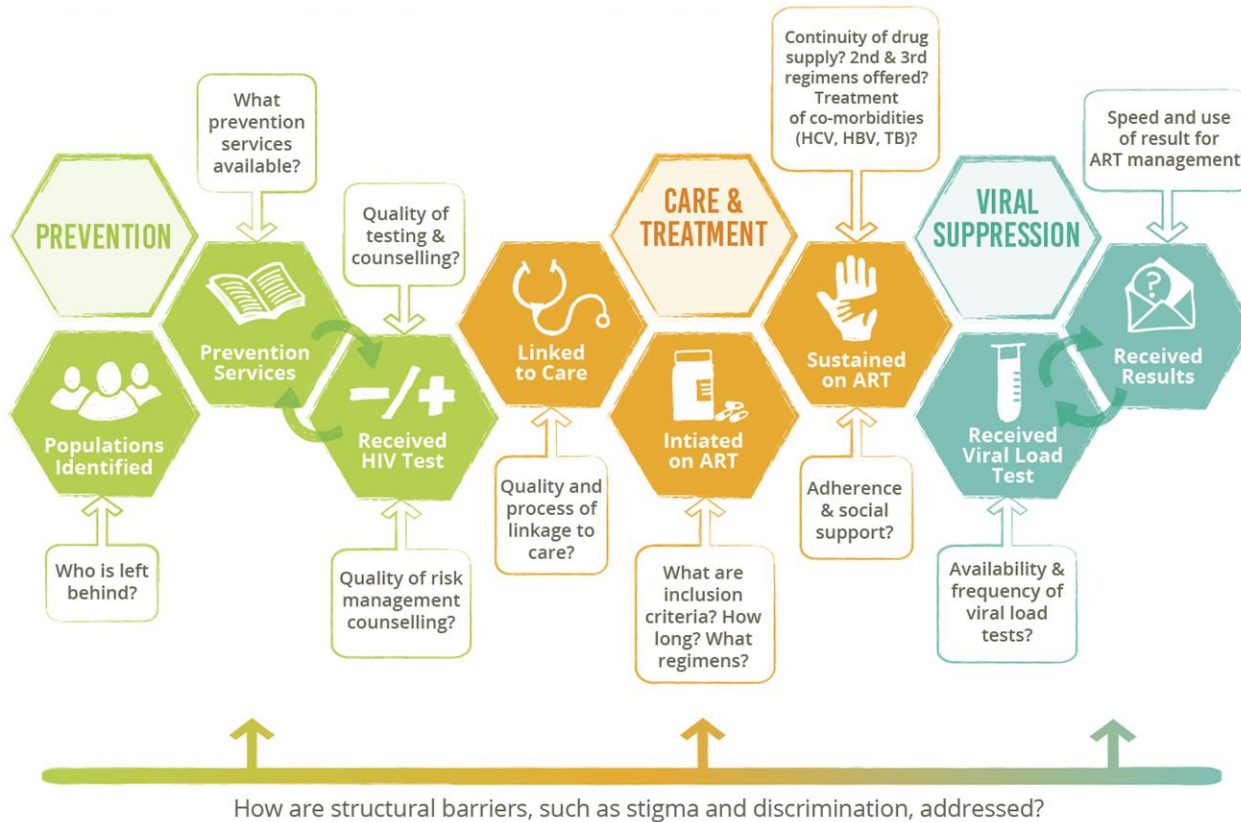 What
prevention
services
available?
Continuity of drug
supply? 2nd & 3rd
regimens offered?
Treatment
of co-morbidities
(HCV, HBV, TB)?
Speed and use
of result for
ART management
PREVENTION
Quality of
testing &
counselling?
CARE &
TREATMENT
VIRAL
SUPPRESSION
Populations
Identified
Prevention
Services
-/+
Received
HIV Test
Linked
to Care
Intiated
on ART
Sustained
on ART
Received
Viral Load
Test
?
Received
Results
Who is left
behind?
Quality of risk
management
counselling?
Quality and
process of
linkage to
care?
What are
inclusion
criteria? How
long? What
regimens?
Adherence
& social
support?
Availability &
frequency of
viral load
tests?
How are structural barriers, such as stigma and discrimination, addressed?